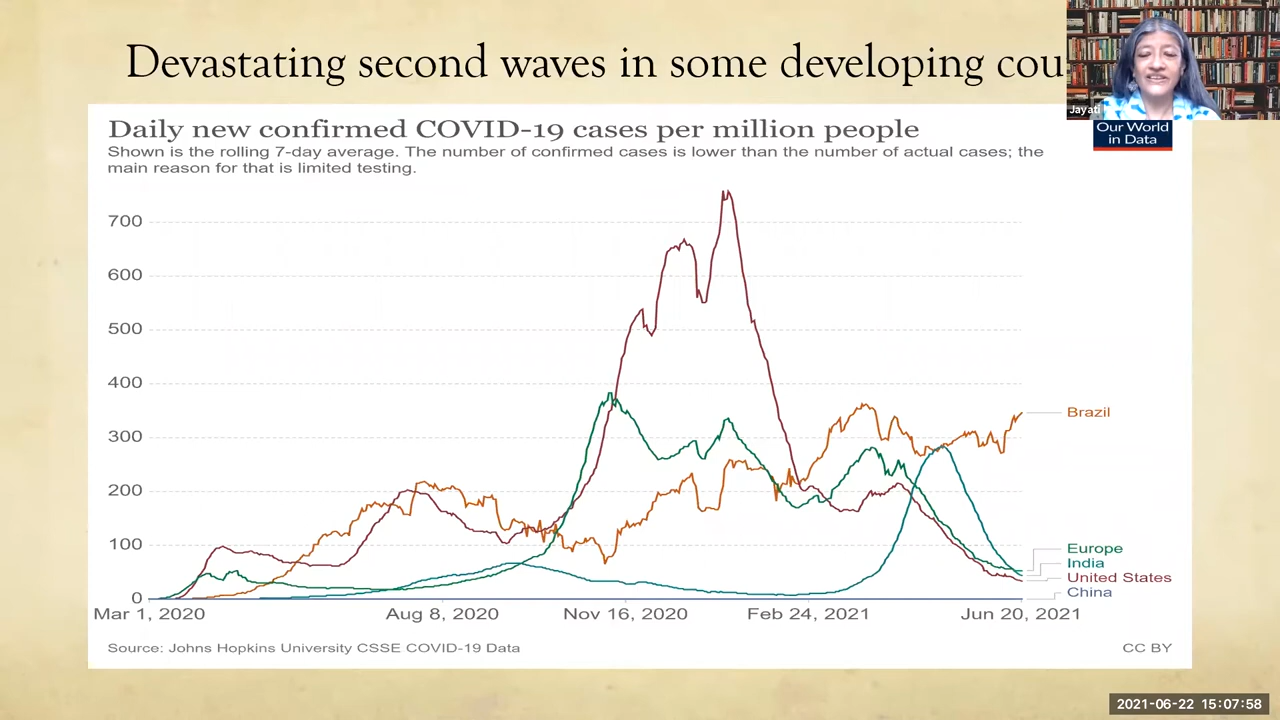 Devastating second waves in some developing cou
Jayati
Our World
in Data
Daily new confirmed COVID-19 cases per million people
Shown is the rolling 7-day average. The number of confirmed cases is lower than the number of actual cases; the
main reason for that is limited testing.
700
600
500
400
300
200
100
0
Brazil
Europe
India
United States
China
Mar 1, 2020 Aug 8, 2020 Nov 16, 2020 Feb 24, 2021 Jun 20, 2021
Source: Johns Hopkins University CSSE COVID-19 Data CC BY
2021-06-22 15:07:58